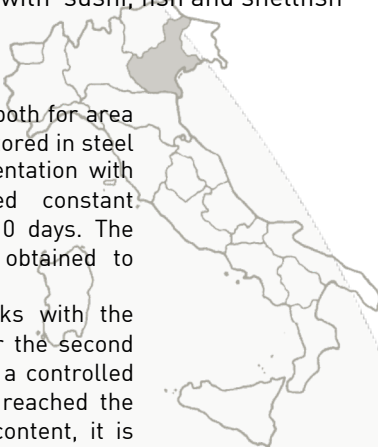 with sushi, fish and shellfish
both for area
ored in steel
entation with
ed constant
0 days. The
obtained to
ks with the
r the second
a controlled
reached the
content, it is